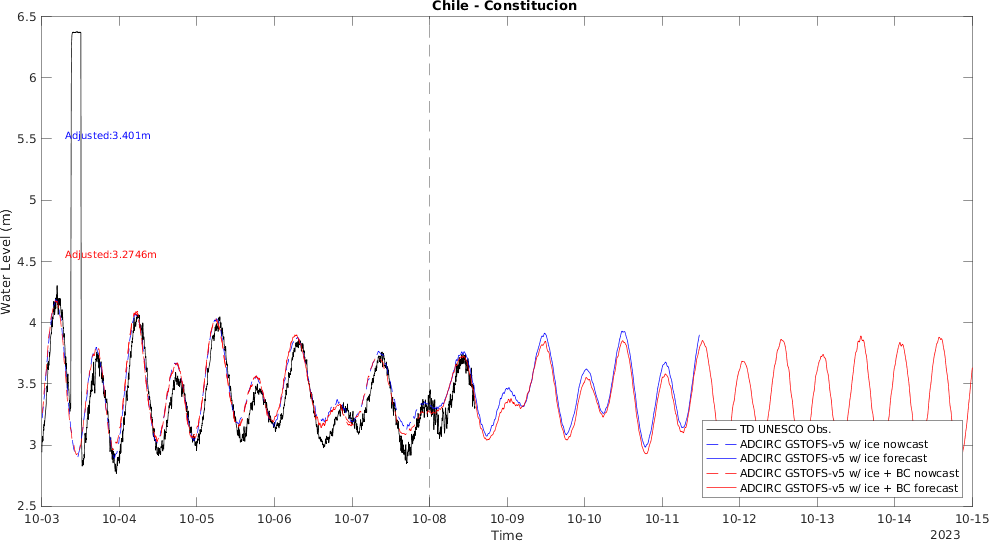 Chile - Constitucion
6.5
6
5.5
5
4.5
4
3.5
3
2.5
Water Level (m)
Adjusted:3.401m
Adjusted:3.2746m
TD UNESCO Obs.
ADCIRC GSTOFS-v5 w/ ice nowcast
ADCIRC GSTOFS-v5 w/ ice forecast
ADCIRC GSTOFS-v5 w/ ice + BC nowcast
ADCIRC GSTOFS-v5 w/ ice + BC forecast
10-03 10-04 10-05 10-06 10-07 10-08 10-09 10-10 10-11 10-12 10-13 10-14 10-15
Time
2023